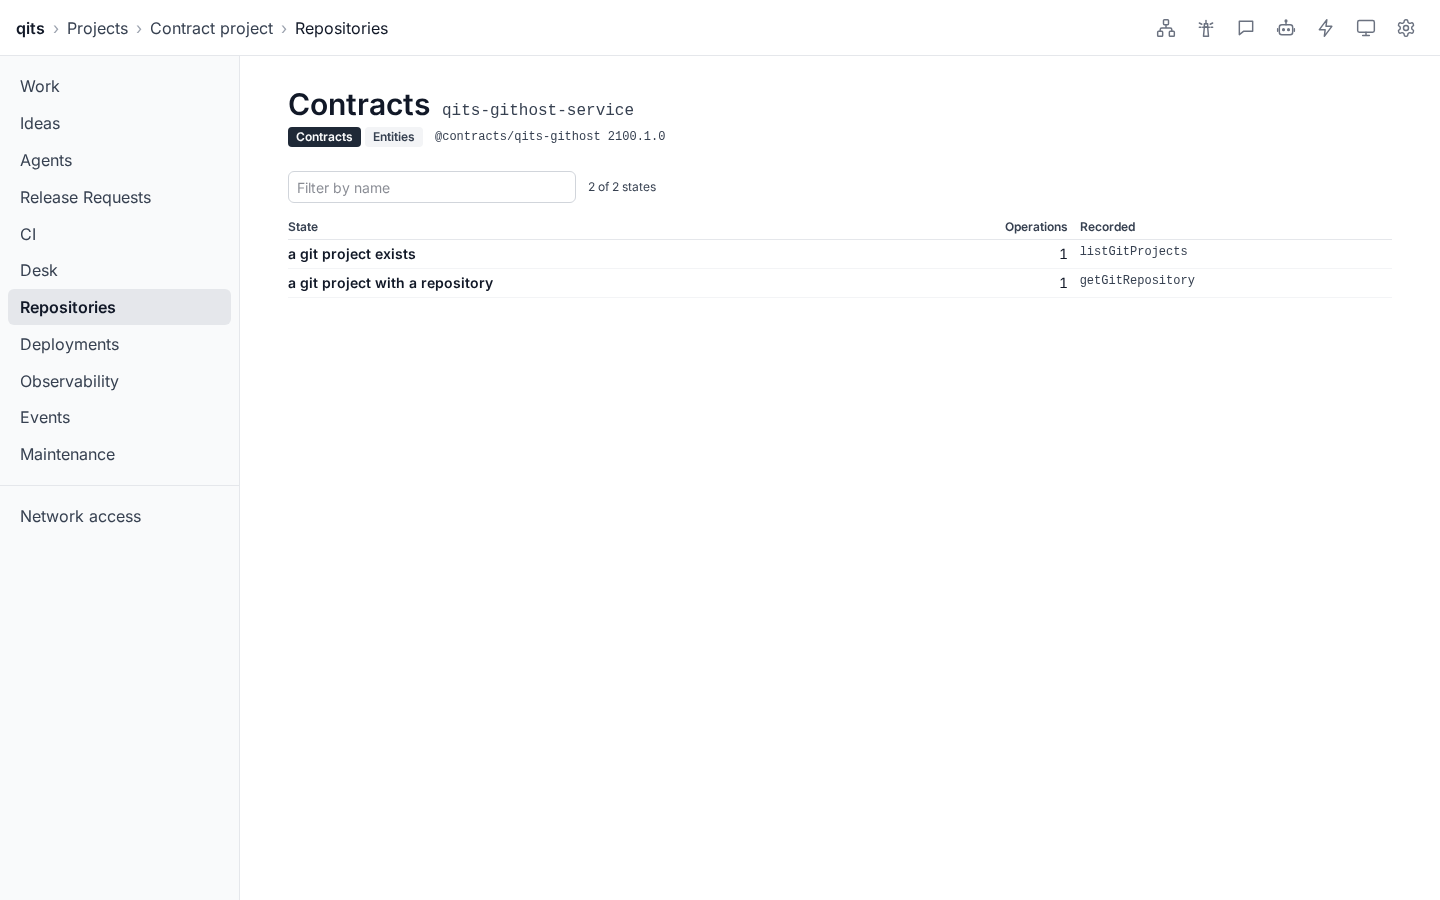 qits › Projects › Contract project › Repositories
Work
Ideas
Agents
Release Requests
CI
Desk
Repositories
Deployments
Observability
Events
Maintenance
Network access
Contracts qits-githost-service
Contracts Entities @contracts/qits-githost 2100.1.0
Filter by name 2 of 2 states
State Operations Recorded
a git project exists 1 listGitProjects
a git project with a repository 1 getGitRepository